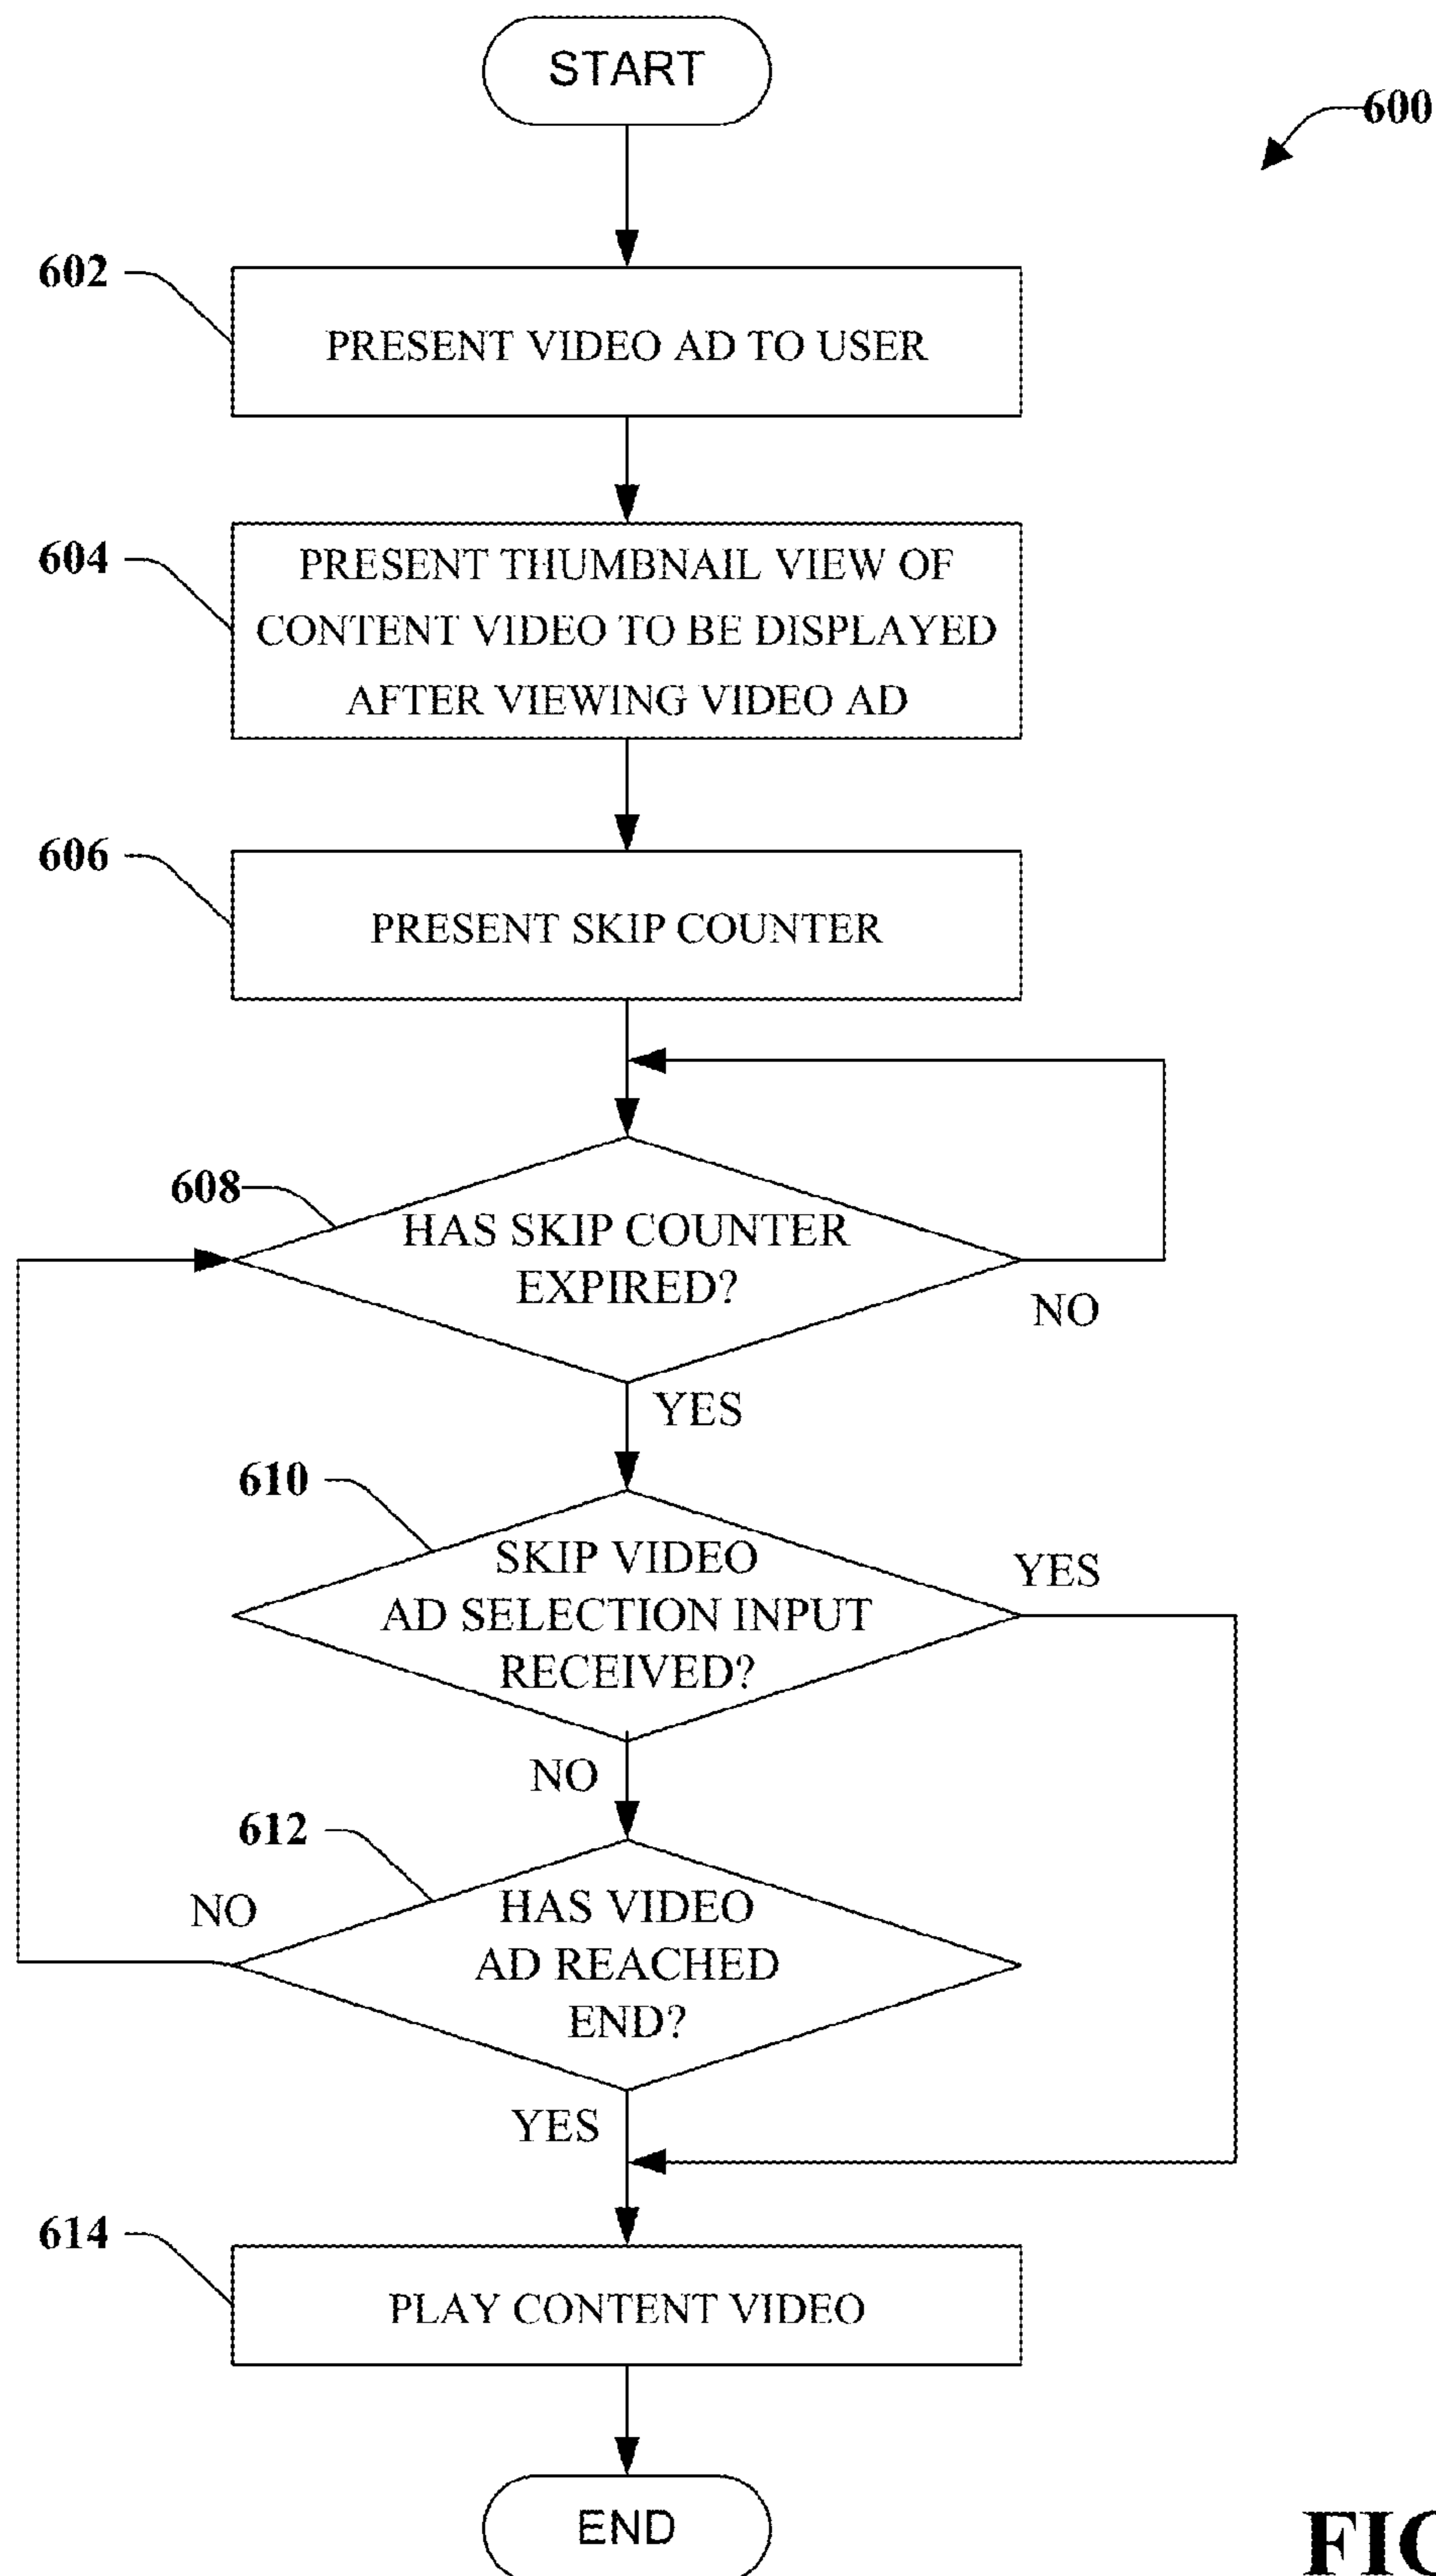 START
600
602
PRESENT VIDEO AD TO USER
604
PRESENT THUMBNAIL VIEW OF
CONTENT VIDEO TO BE DISPLAYED
AFTER VIEWING VIDEO AD
606
PRESENT SKIP COUNTER
608
HAS SKIP COUNTER
EXPIRED?
NO
YES
610
SKIP VIDEO
AD SELECTION INPUT
RECEIVED?
YES
NO
612
HAS VIDEO
AD REACHED
END?
NO
YES
614
PLAY CONTENT VIDEO
END